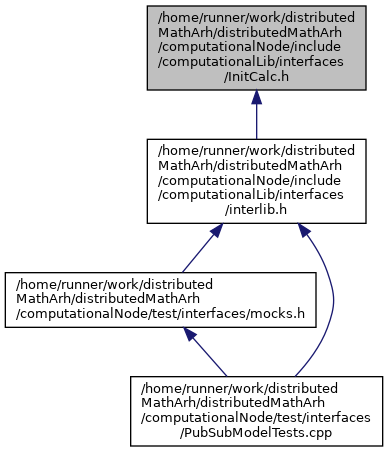 /home/runner/work/distributed
MathArh/distributedMathArh
/computationalNode/include
/computationalLib/interfaces
/InitCalc.h
/home/runner/work/distributed
MathArh/distributedMathArh
/computationalNode/include
/computationalLib/interfaces
/interlib.h
/home/runner/work/distributed
MathArh/distributedMathArh
/computationalNode/test/interfaces/mocks.h
/home/runner/work/distributed
MathArh/distributedMathArh
/computationalNode/test/interfaces
/PubSubModelTests.cpp